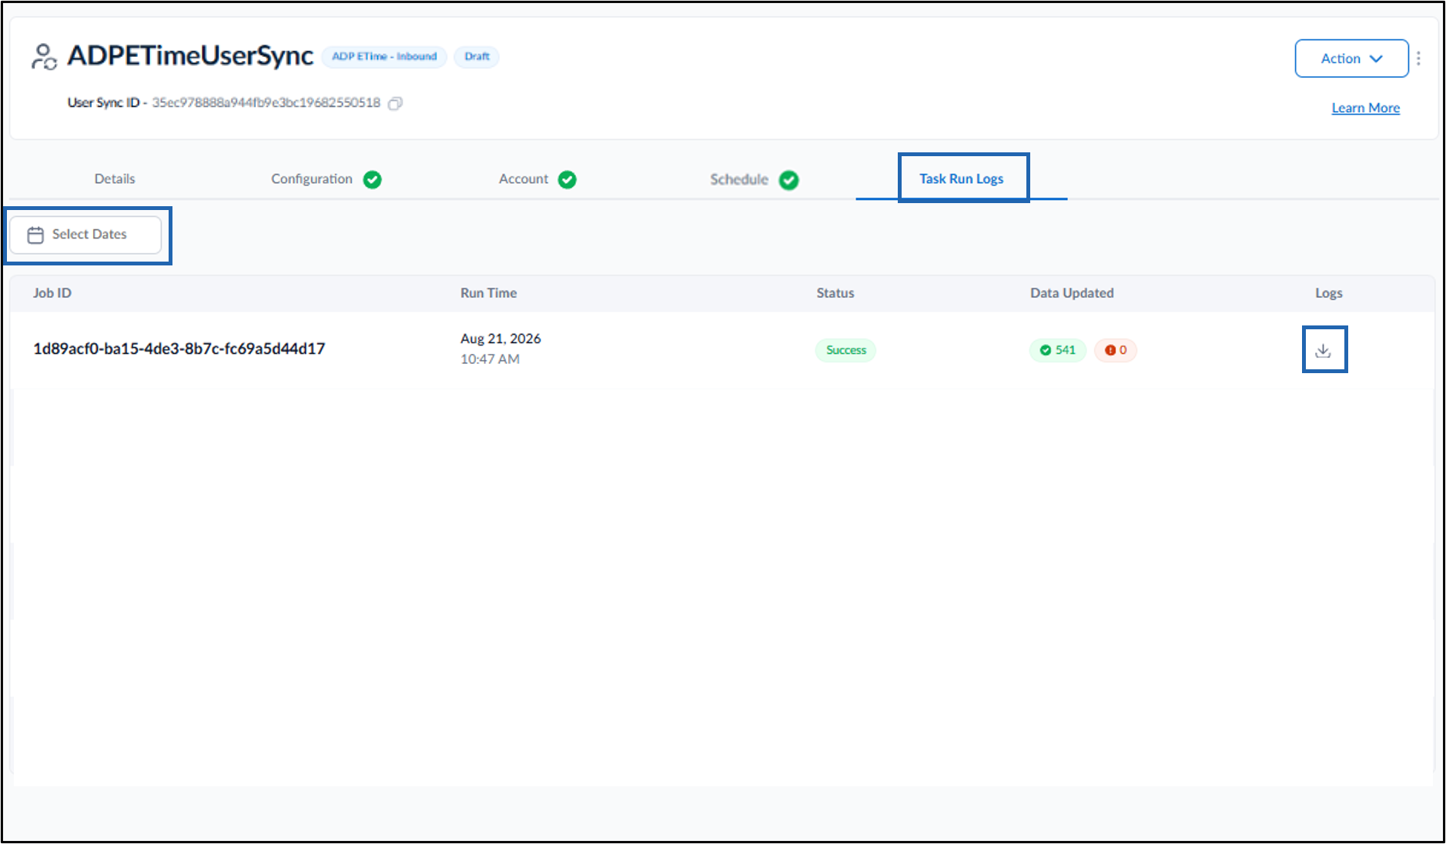 ADPETimeUserSync ADP ETime - Inbound Draft Action
User Sync ID - 35ec978888a944fb9e3bc19682550518
Learn More
Details Configuration Account Schedule Task Run Logs
Select Dates
Job ID Run Time Status Data Updated Logs
1d89acf0-ba15-4de3-8b7c-fc69a5d44d17 Aug 21, 2026 Success 541 0
10:47 AM